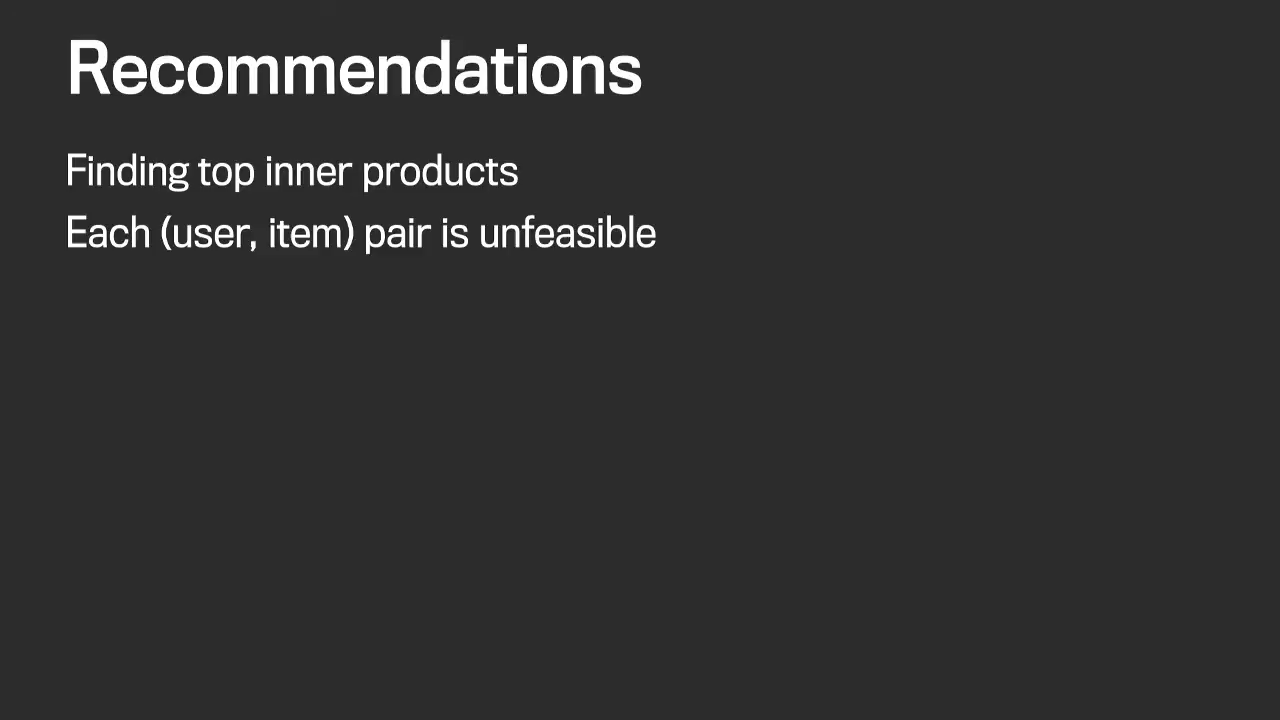 Recommendations
Finding top inner products
Each (user, item) pair is unfeasible